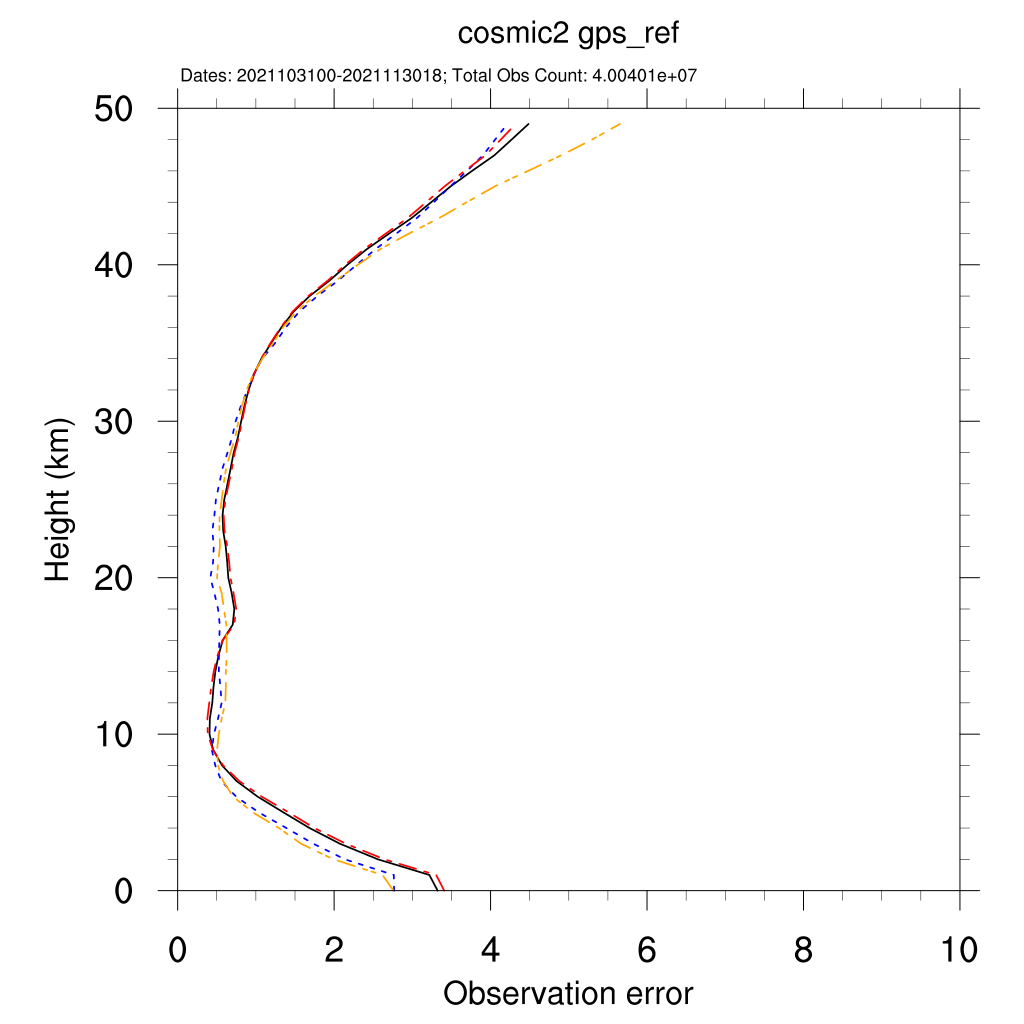 cosmic2 gps_ref
Dates: 2021103100-2021113018; Total Obs Count: 4.00401e+07
50
40
30
20
10
0
Height (km)
0 2 4 6 8 10
Observation error